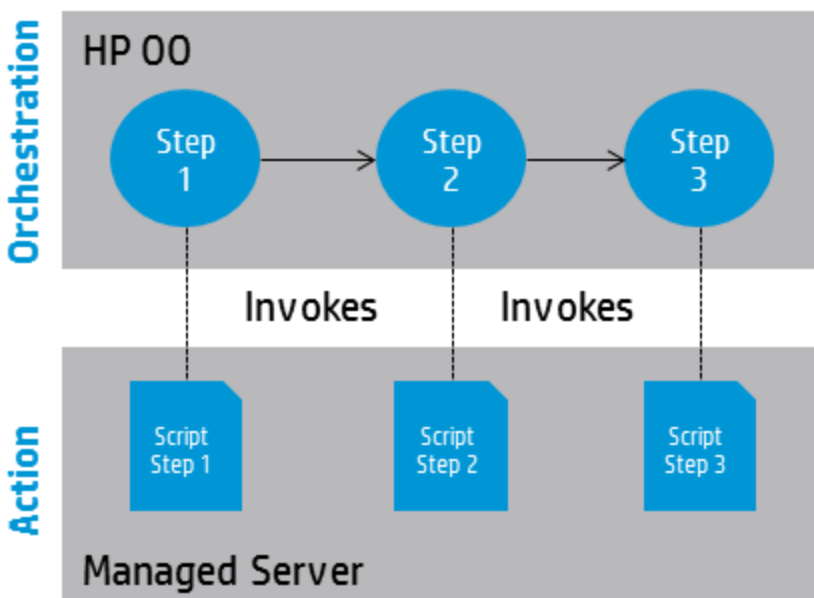 Orchestration
HP OO
Step
1
Step
2
Step
3
Invokes
Invokes
Action
Script
Step 1
Script
Step 2
Script
Step 3
Managed Server